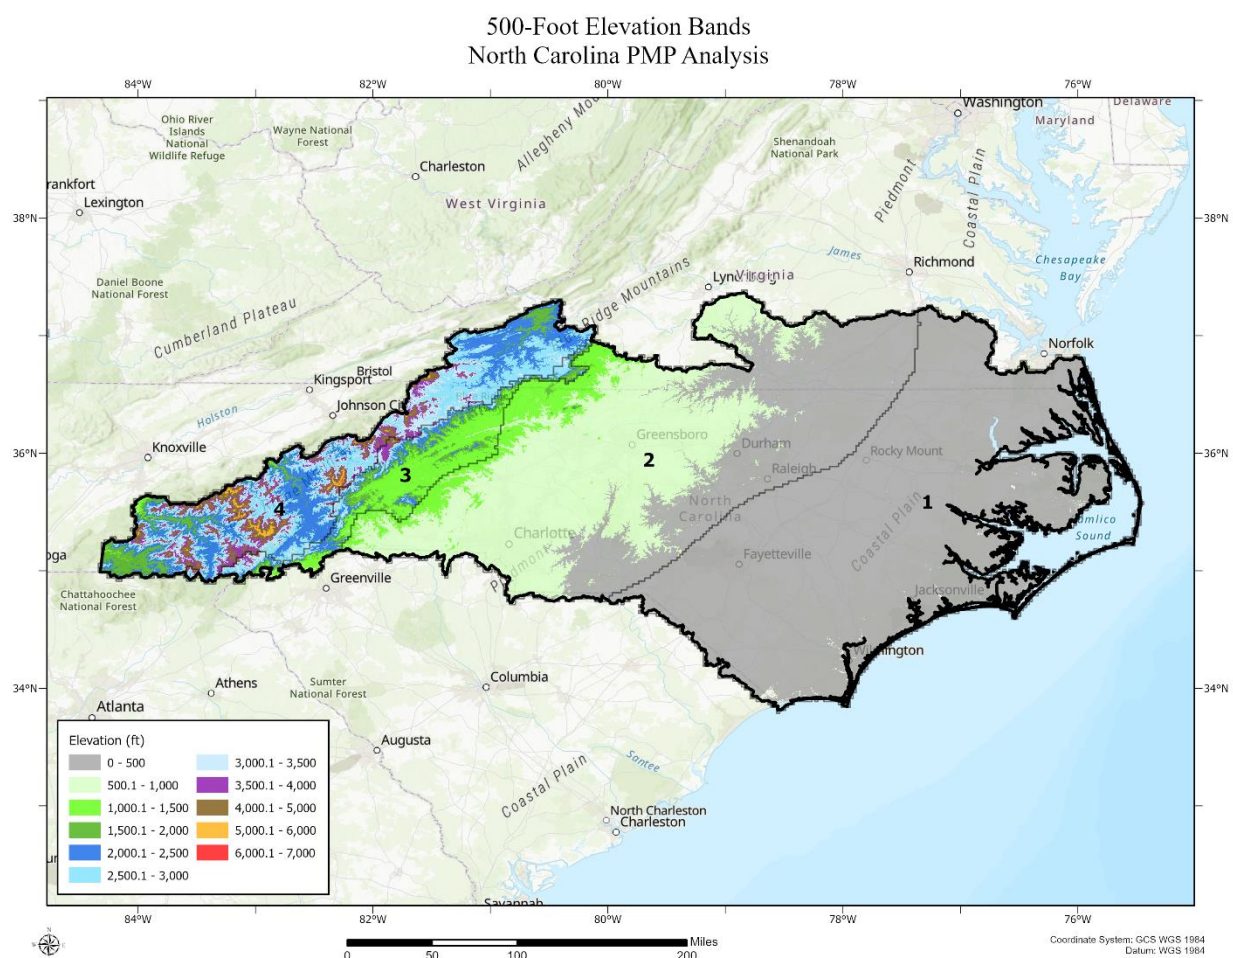 500-Foot Elevation Bands
North Carolina PMP Analysis
84°W
82°W
80°W
78°W
76°W
Ohio River
Islands
National
Wildlife Refuge
Wayne National
Forest
Allegheny Mou
Washington
Delaware
Maryland
Shenandoah
National Park
Charleston
rankfort
Lexington
West Virginia
Piedmont
Coastal Plain
38°N
38°N
James
Richmond
Chesapeake
Bay
Daniel Boone
National Forest
Virginia
Ridge Mountains
Cumberland Plateau
Norfolk
Bristol
Kingsport
Johnson Ci
Holston
Knoxville
36°N
36°N
Greensboro
Durham
Raleigh
Rocky Mount
1
2
3
4
North
Carolina
Charlotte
Piedmont
Fayetteville
Coastal Plain
Jacksonville
amlico
Sound
oga
Greenville
Chattahoochee
National Forest
34°N
34°N
Columbia
Athens
Sumter
National Forest
Atlanta
Augusta
Santee
Coastal Plain
North Charleston
Charleston
Savannah
Elevation (ft)
0 - 500
500.1 - 1,000
1,000.1 - 1,500
1,500.1 - 2,000
2,000.1 - 2,500
2,500.1 - 3,000
3,000.1 - 3,500
3,500.1 - 4,000
4,000.1 - 5,000
5,000.1 - 6,000
6,000.1 - 7,000
84°W
82°W
80°W
78°W
76°W
0
50
100
200
Miles
Coordinate System: GCS WGS 1984
Datum: WGS 1984